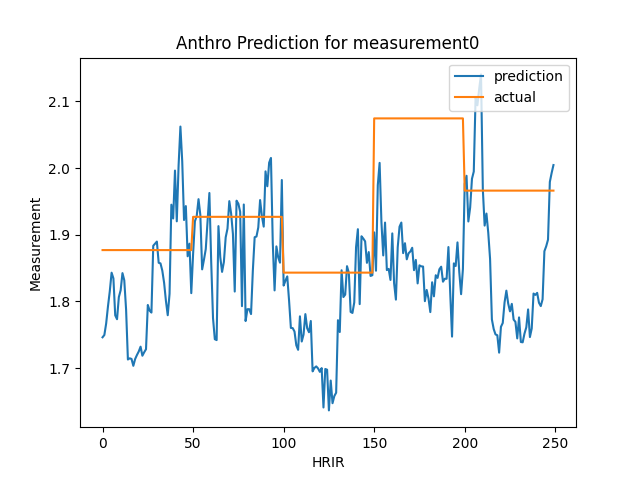 Anthro Prediction for measurement0
prediction
actual
2.1
2.0
1.9
1.8
1.7
Measurement
0 50 100 150 200 250
HRIR